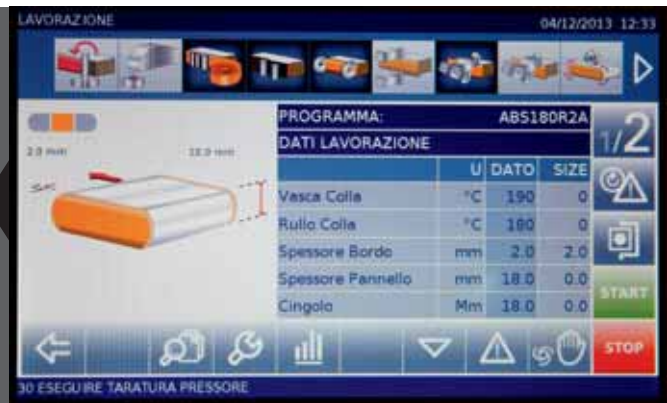 LAVORAZIONE 04/12/2013 12:33
PROGRAMMA: ABS180R2A
1/2
DATI LAVORAZIONE
U DATO SIZE
2.0 mm 18.0 mm
Vasca Colla °C 190 0
Rullo Colla °C 180 0
Spessore Bordo mm 2.0 2.0
Spessore Pannello mm 18.0 0.0
Cingolo Mm 18.0 0.0
START
STOP
30 ESEGUIRE TARATURA PRESSORE